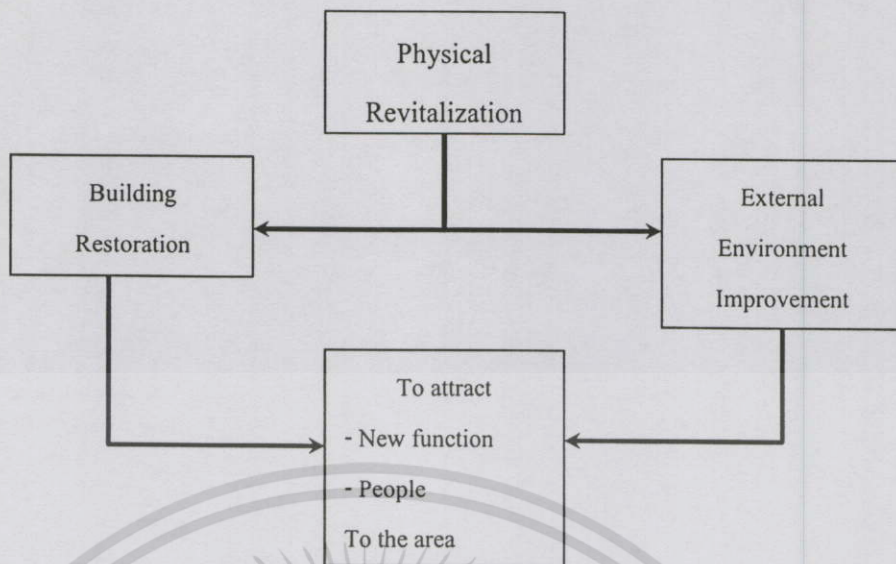 Physical
Revitalization
Building
Restoration
External
Environment
Improvement
To attract
- New function
- People
To the area